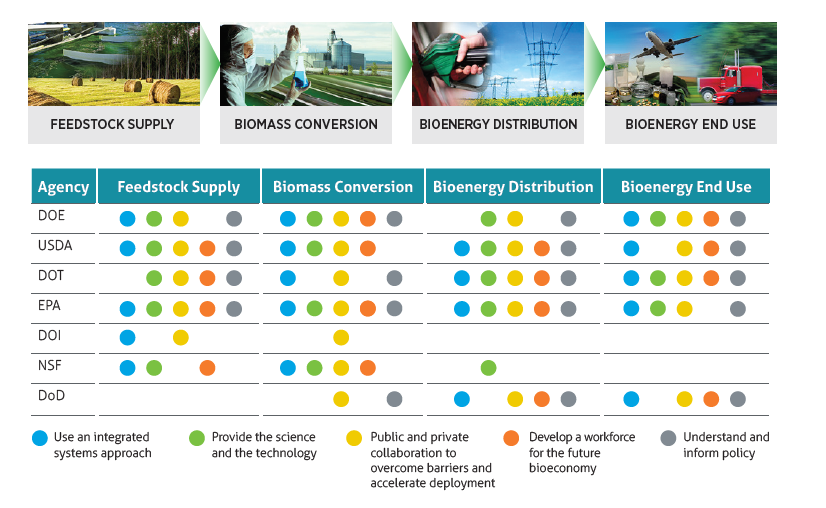 FEEDSTOCK SUPPLY
BIOMASS CONVERSION
BIOENERGY DISTRIBUTION
BIOENERGY END USE
Agency Feedstock Supply Biomass Conversion Bioenergy Distribution Bioenergy End Use
DOE
USDA
DOT
EPA
DOI
NSF
DoD
Use an integrated
systems approach
Provide the science
and the technology
Public and private
collaboration to
overcome barriers and
accelerate deployment
Develop a workforce
for the future
bioeconomy
Understand and
inform policy